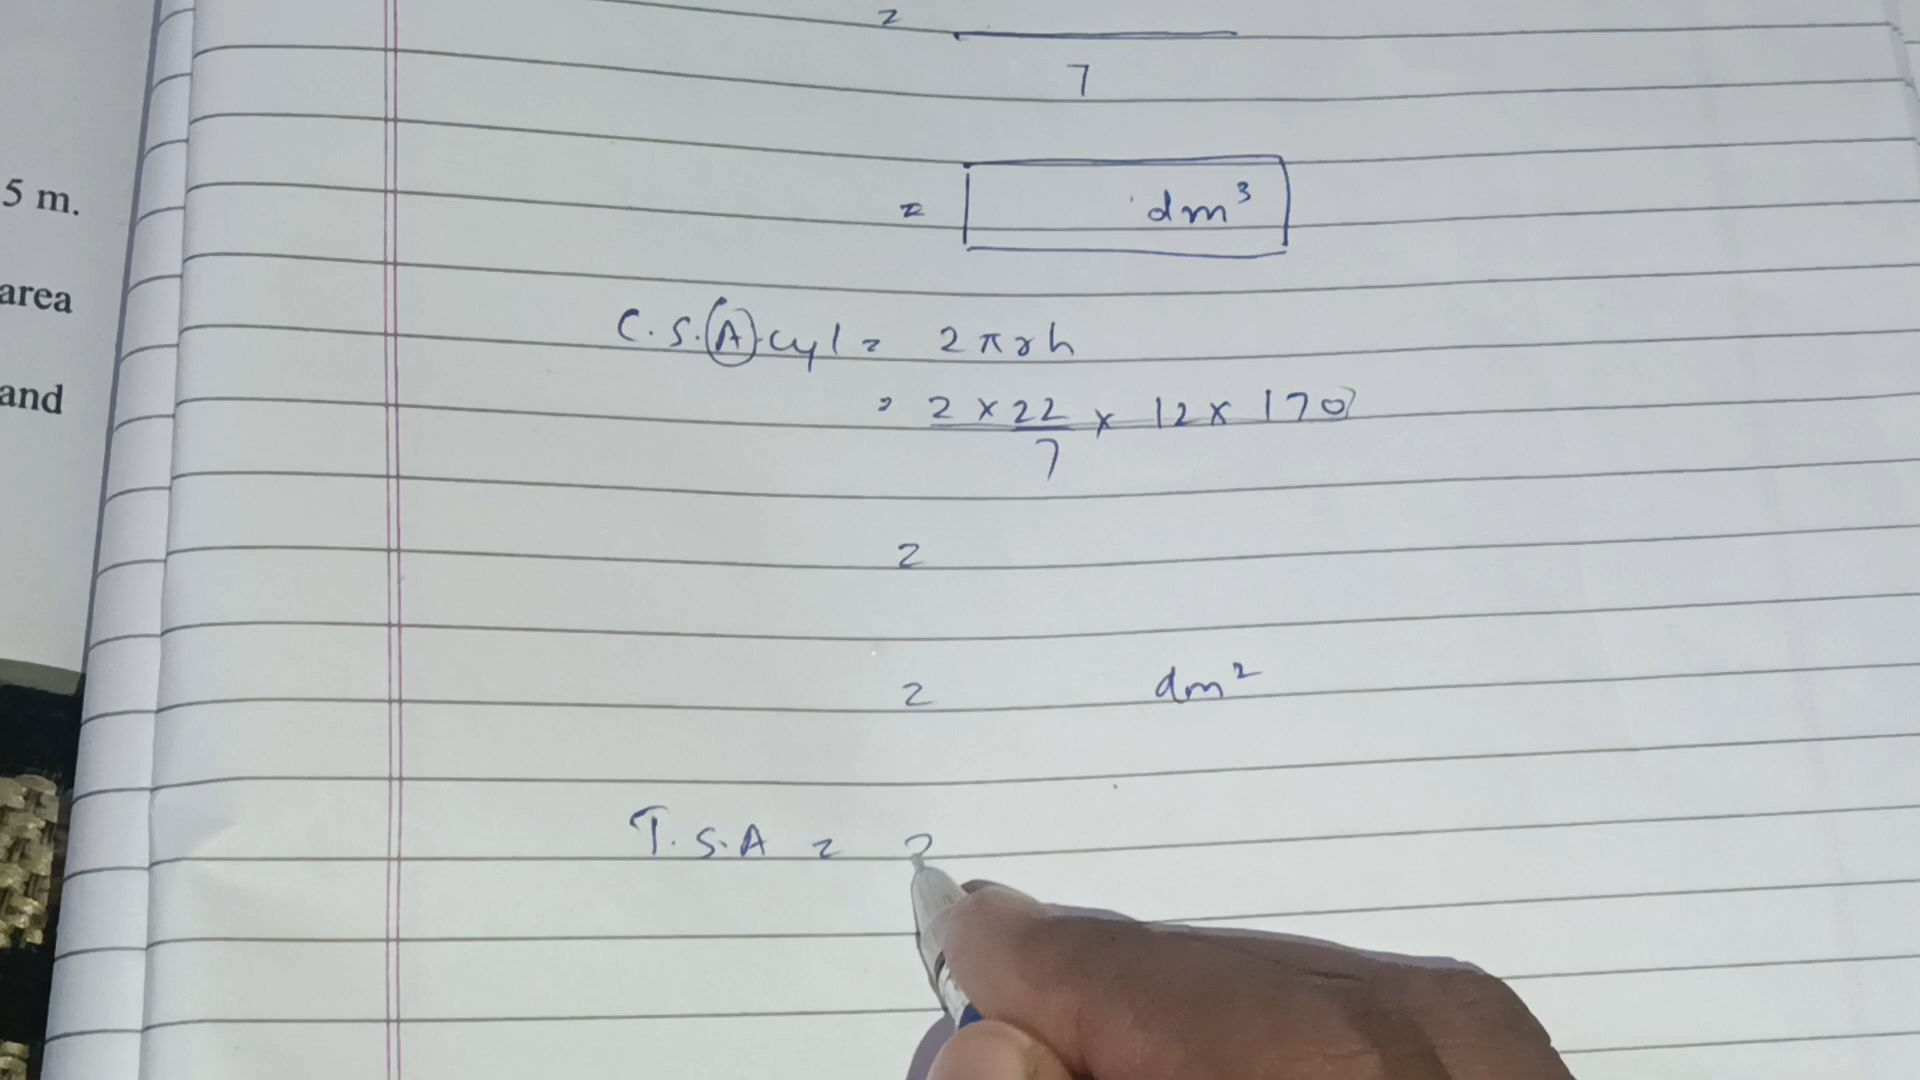 =
7
5 m.
= dm³
area
C.S.A.cyl = 2πrh
and
= 2 × 22 × 12 × 170
7
=
= dm²
T.S.A = 2